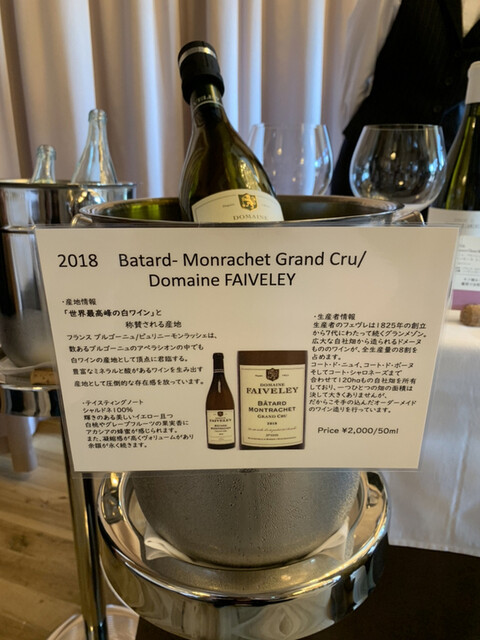 DOMAINE
2018 Batard- Monrachet Grand Cru/
Domaine FAIVELEY
・産地情報
「世界最高峰の白ワイン」と
称賛される産地
フランス ブルゴーニュ/ピュリニーモンラッシェは、
数あるブルゴーニュのアペラシオンの中でも
白ワインの産地として頂点に君臨する。
豊富なミネラルと酸があるワインを生み出す
産地として圧倒的な存在感を放っています。
・テイスティングノート
シャルドネ100%
輝きのある美しいイエロー且つ
白桃やグレープフルーツの果実香に
アカシアの蜂蜜が感じられます。
また、凝縮感が高くヴォリュームがあり
余韻が永く続きます。
DOMAINE
FAIVELEY
BÂTARD
MONTRACHET
GRAND CRU
2018
・生産者情報
生産者のフェヴレは1825年の創立
から7代にわたって続くグランメゾン。
広大な自社畑から造られるドメーヌ
もののワインが、全生産量の8割を
占めます。
コート・ド・ニュイ、コート・ド・ボーヌ
そしてコート・シャロネーズまで
合わせて120haもの自社畑を所有
しており、一つひとつの畑の面積は
決して大きくありませんが、
だからこそ手の込んだオーダーメイド
のワイン造りを行っています。
Price ¥2,000/50ml